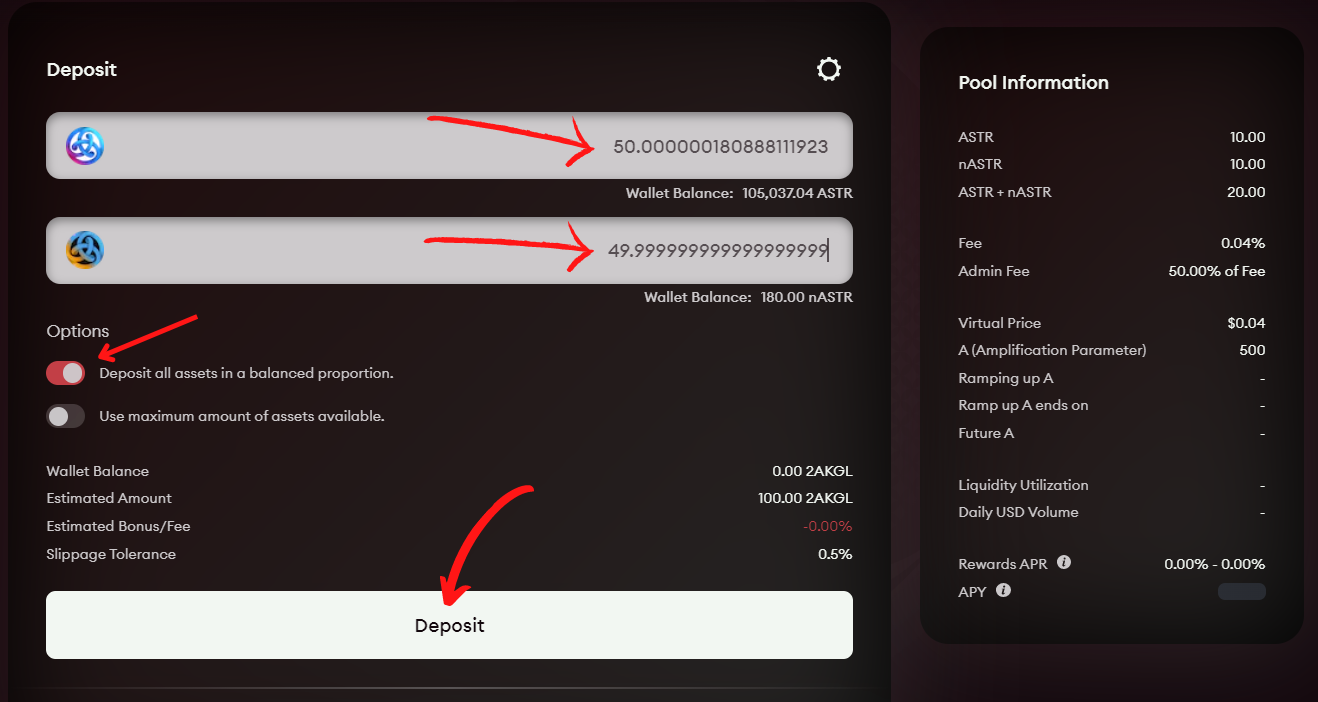 Deposit
50.000000180888111923
Wallet Balance: 105,037.04 ASTR
49.999999999999999999
Wallet Balance: 180.00 nASTR
Options
Deposit all assets in a balanced proportion.
Use maximum amount of assets available.
Wallet Balance 0.00 2AKGL
Estimated Amount 100.00 2AKGL
Estimated Bonus/Fee -0.00%
Slippage Tolerance 0.5%
Deposit
Pool Information
ASTR 10.00
nASTR 10.00
ASTR + nASTR 20.00
Fee 0.04%
Admin Fee 50.00% of Fee
Virtual Price $0.04
A (Amplification Parameter) 500
Ramping up A -
Ramp up A ends on -
Future A -
Liquidity Utilization -
Daily USD Volume -
Rewards APR i 0.00% - 0.00%
APY i